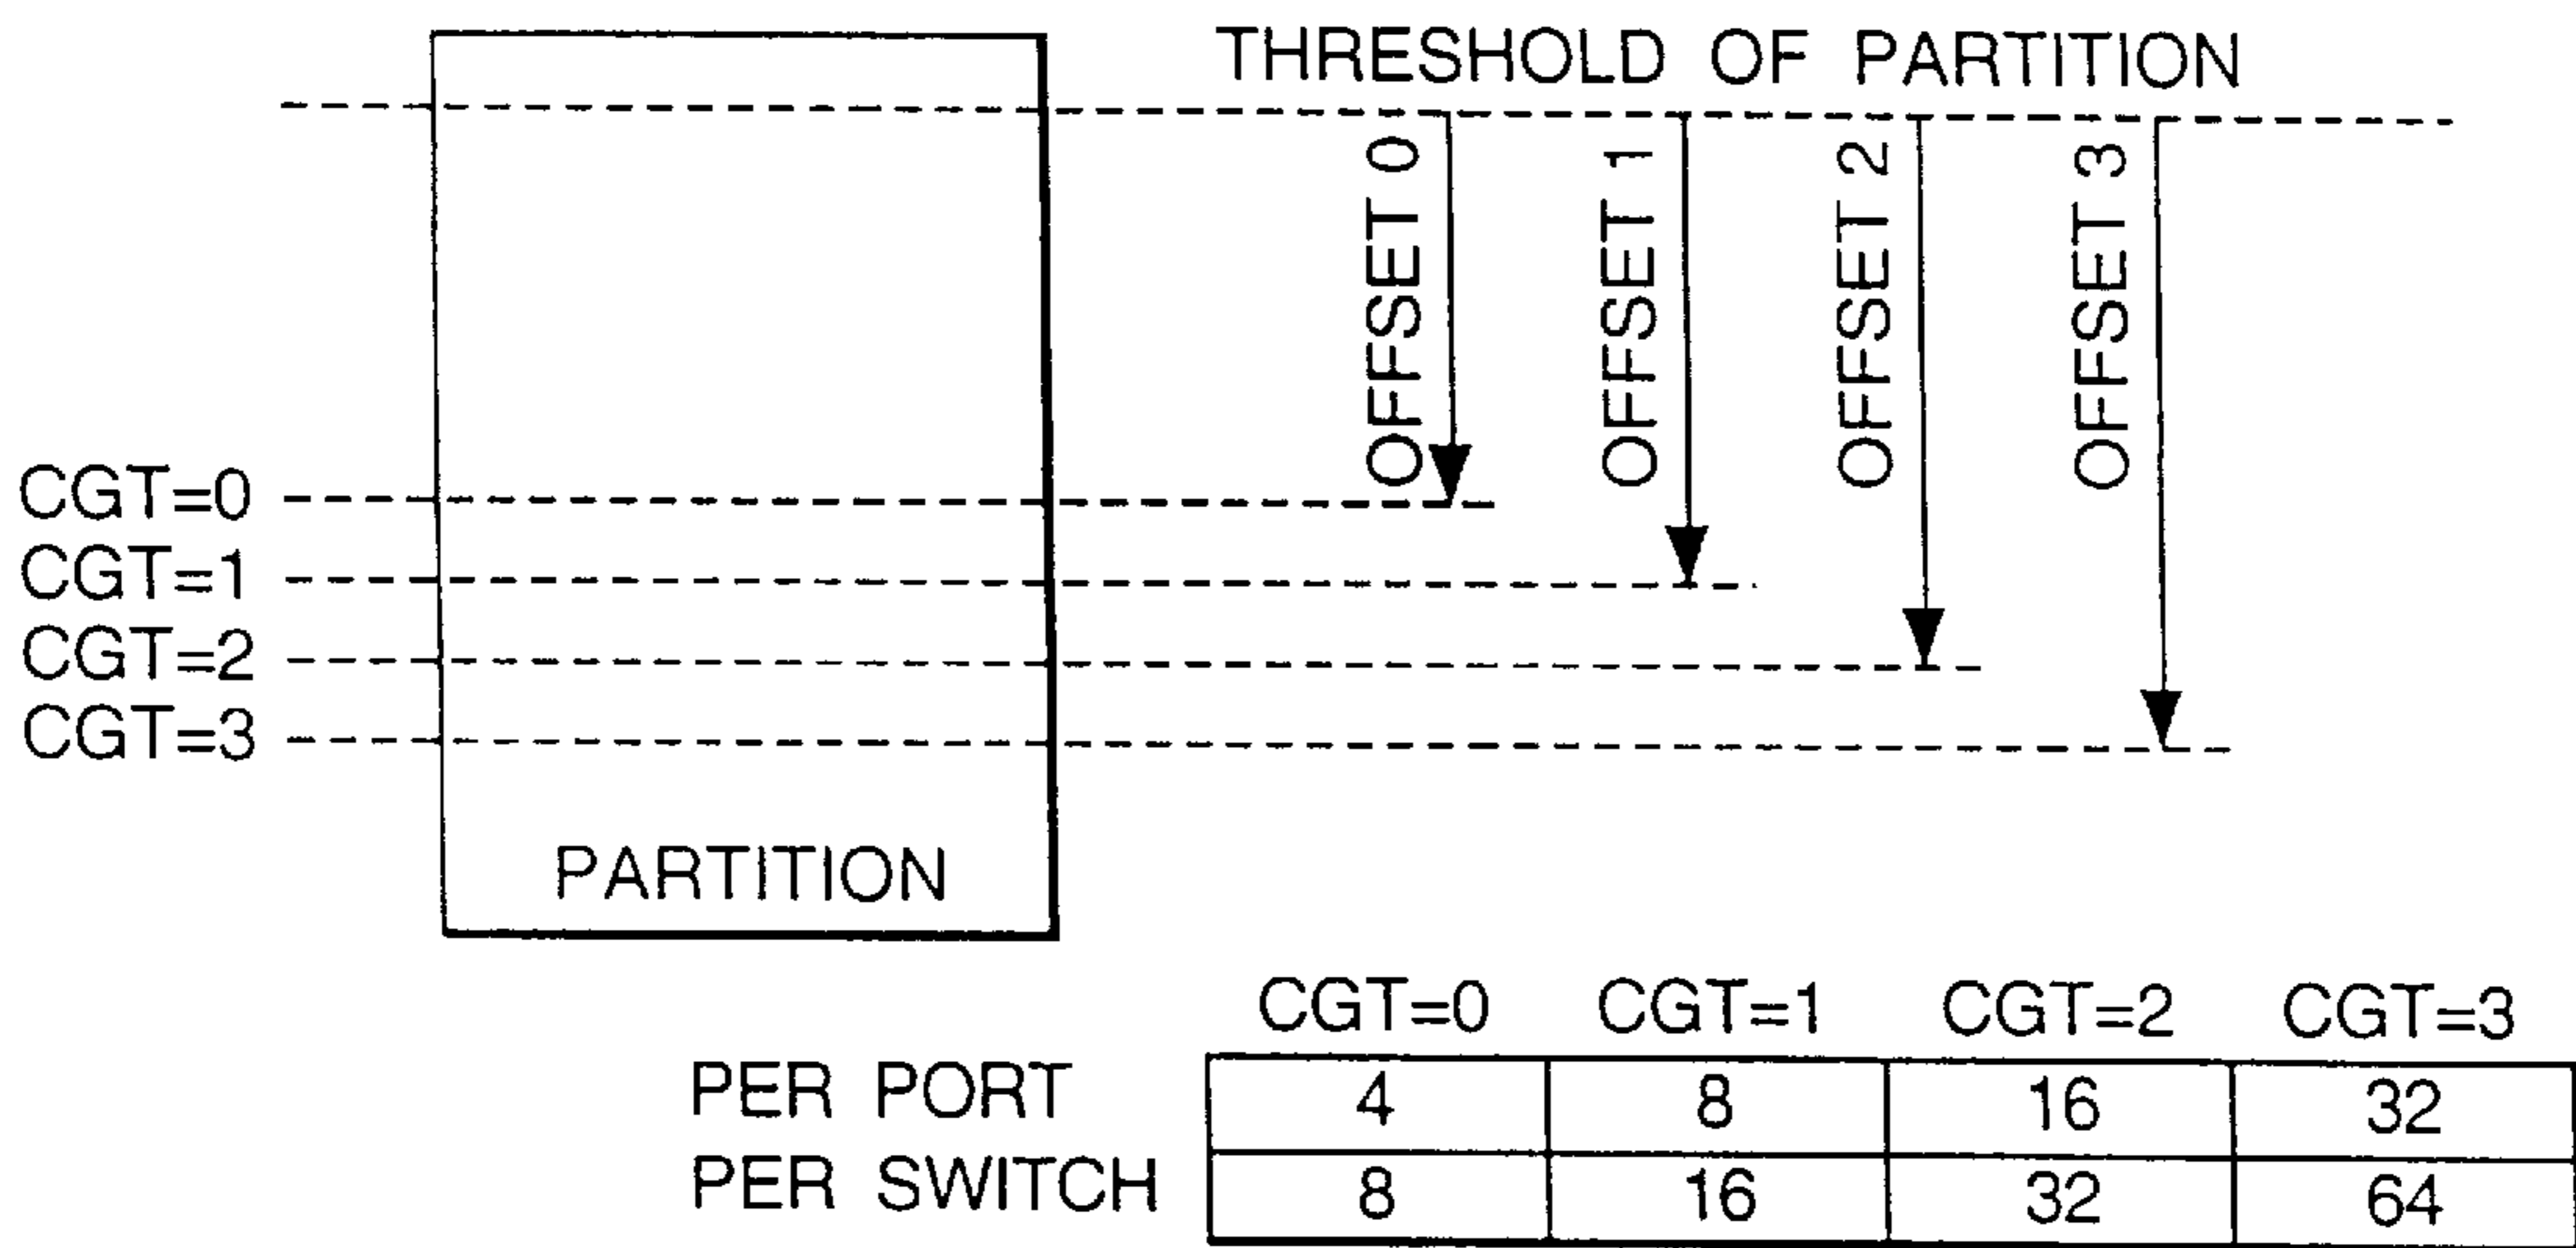 THRESHOLD OF PARTITION
OFFSET 0
OFFSET 1
OFFSET 2
OFFSET 3
CGT=0
CGT=1
CGT=2
CGT=3
PARTITION
CGT=0 CGT=1 CGT=2 CGT=3
PER PORT 4 8 16 32
PER SWITCH 8 16 32 64